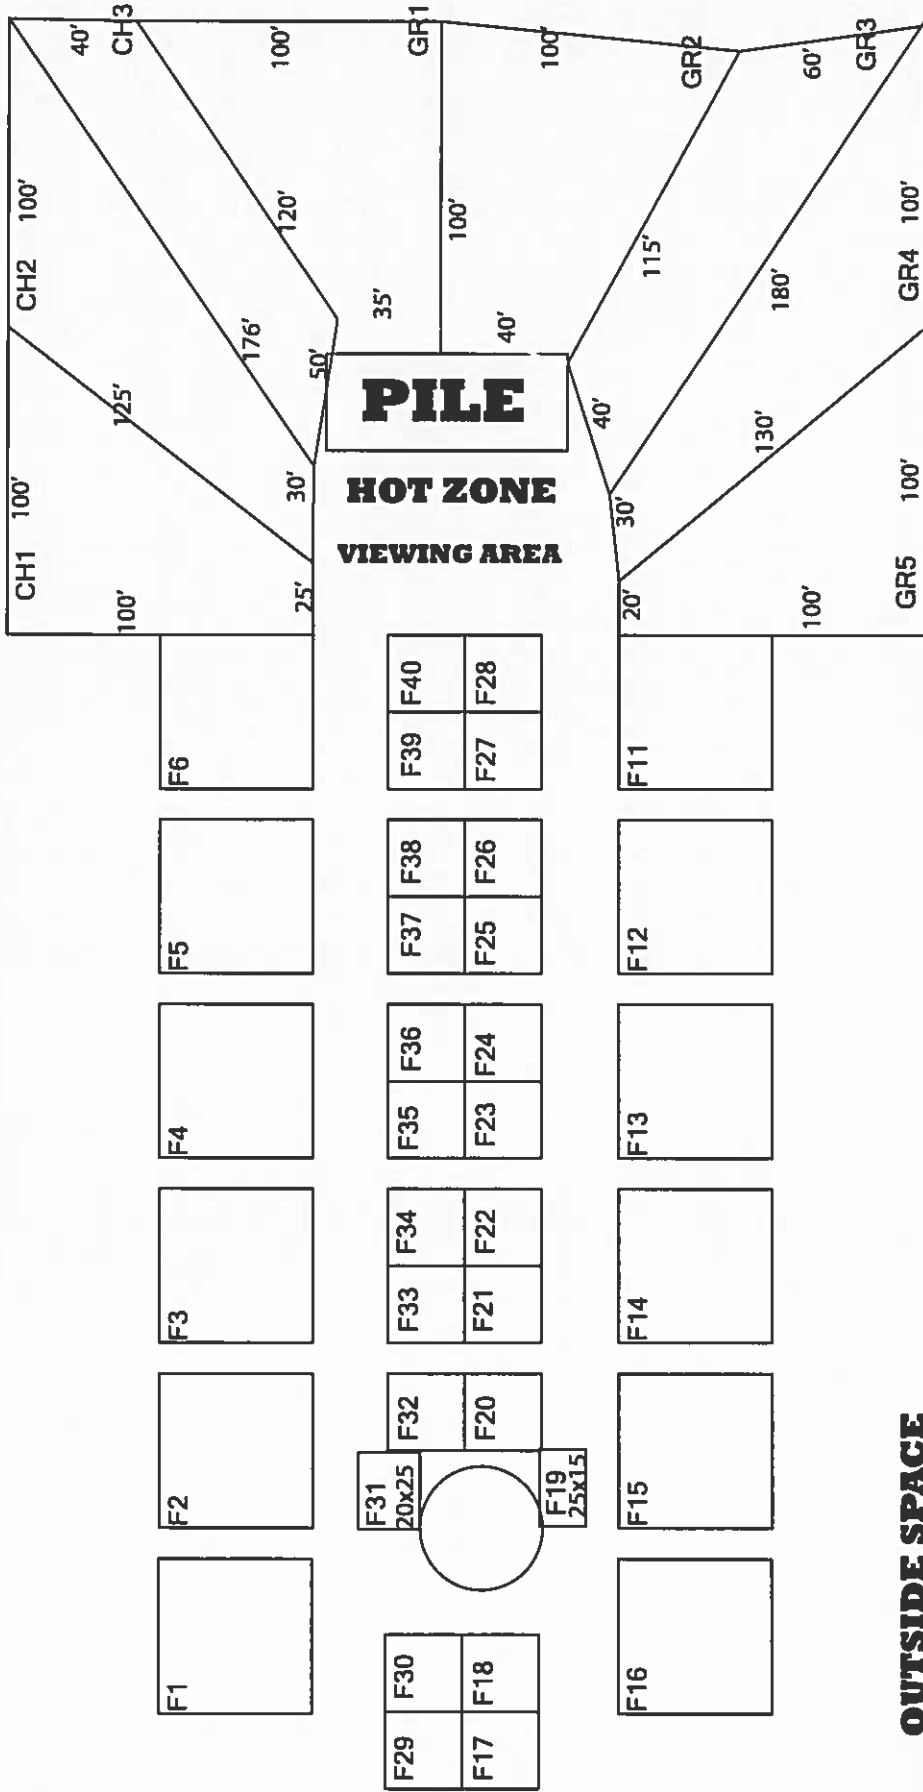 40'
CH3
100'
GR1
100'
GR2
60'
GR3
100'
CH2
120'
100'
115'
180'
100'
GR4
35'
40'
176'
50'
PILE
40'
125'
130'
30'
HOT ZONE
30'
100'
CH1
VIEWING AREA
100'
GR5
100'
25'
20'
100'
F6
F40
F28
F39
F27
F11
F5
F38
F26
F37
F25
F12
F4
F36
F24
F35
F23
F13
F3
F34
F22
F33
F21
F14
F2
F32
F20
F31
20x25
F19
25x15
F15
F1
F30
F18
F29
F17
F16
OUTSIDE SPACE